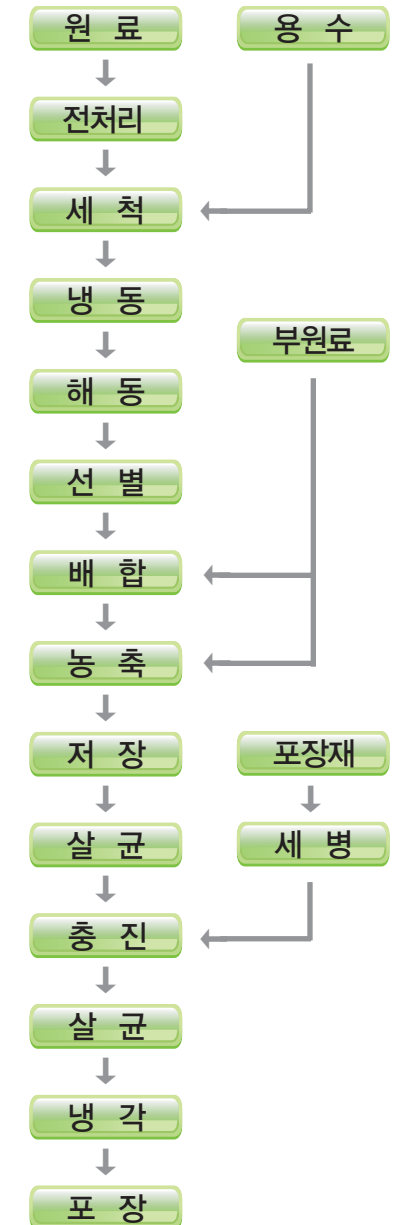 원 료
용 수
전처리
세 척
냉 동
부원료
해 동
선 별
배 합
농 축
저 장
포장재
살 균
세 병
충 진
살 균
냉 각
포 장